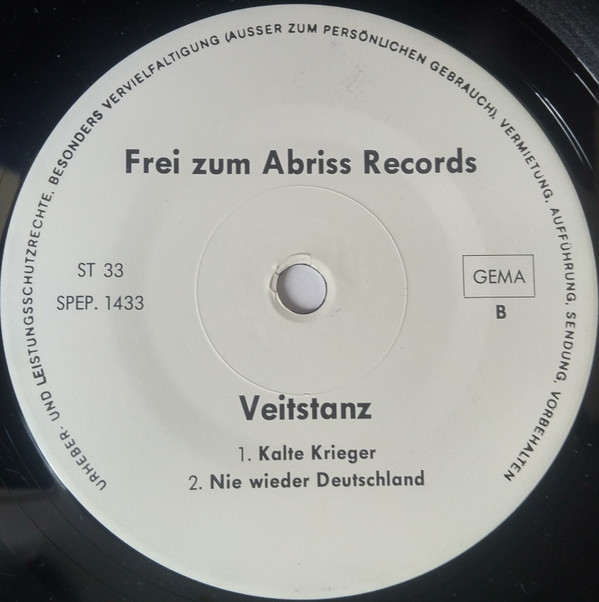 URHEBER- UND LEISTUNGSSCHUTZRECHTE, BESONDERS VERVIELFALTIGUNG (AUSSER ZUM PERSÖNLICHEN GEBRAUCH), VERMIETUNG, AUFFÜHRUNG, SENDUNG, VORBEHALTEN
Frei zum Abriss Records
ST 33
SPEP. 1433
GEMA
B
Veitstanz
1. Kalte Krieger
2. Nie wieder Deutschland